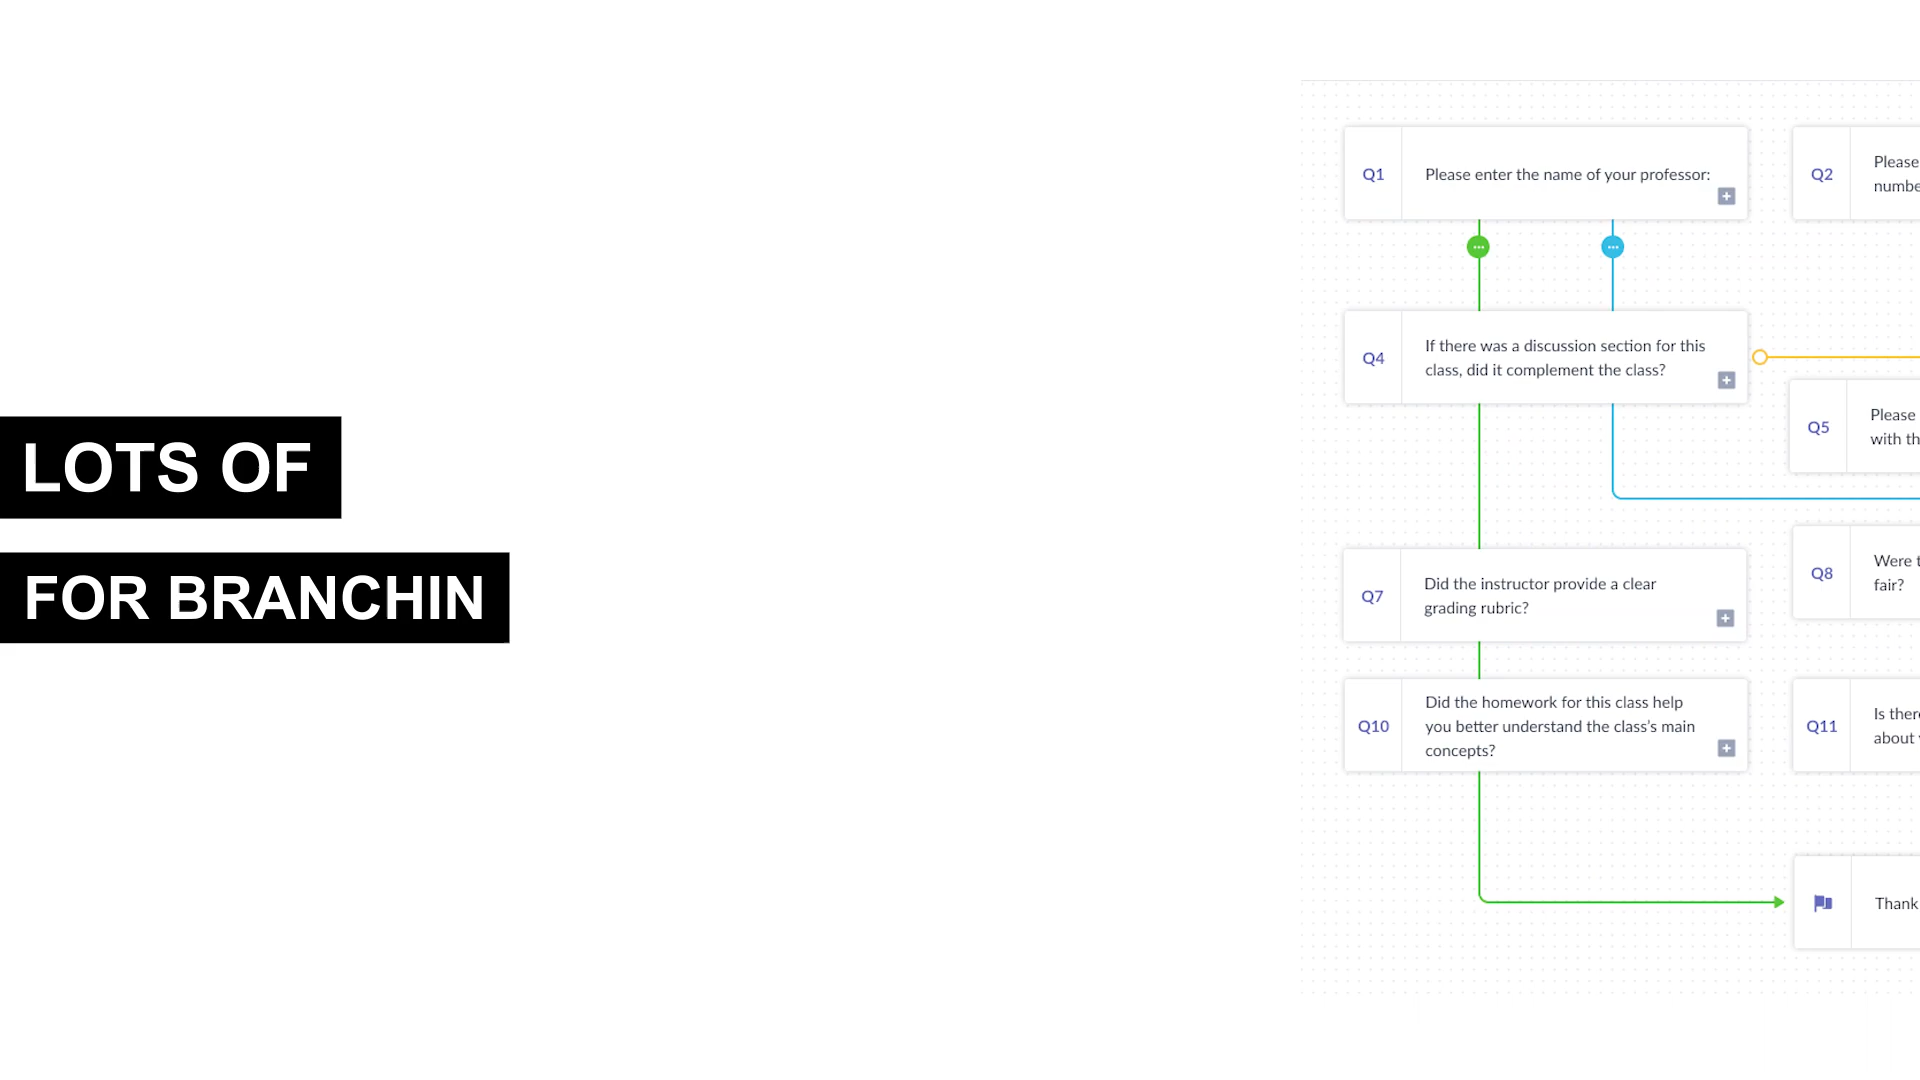 LOTS OF
FOR BRANCHIN
Q1
Please enter the name of your professor:
Q2
Please
numbe
Q4
If there was a discussion section for this
class, did it complement the class?
Q5
Please
with th
Q7
Did the instructor provide a clear
grading rubric?
Q8
Were t
fair?
Q10
Did the homework for this class help
you better understand the class's main
concepts?
Q11
Is there
about
Thank